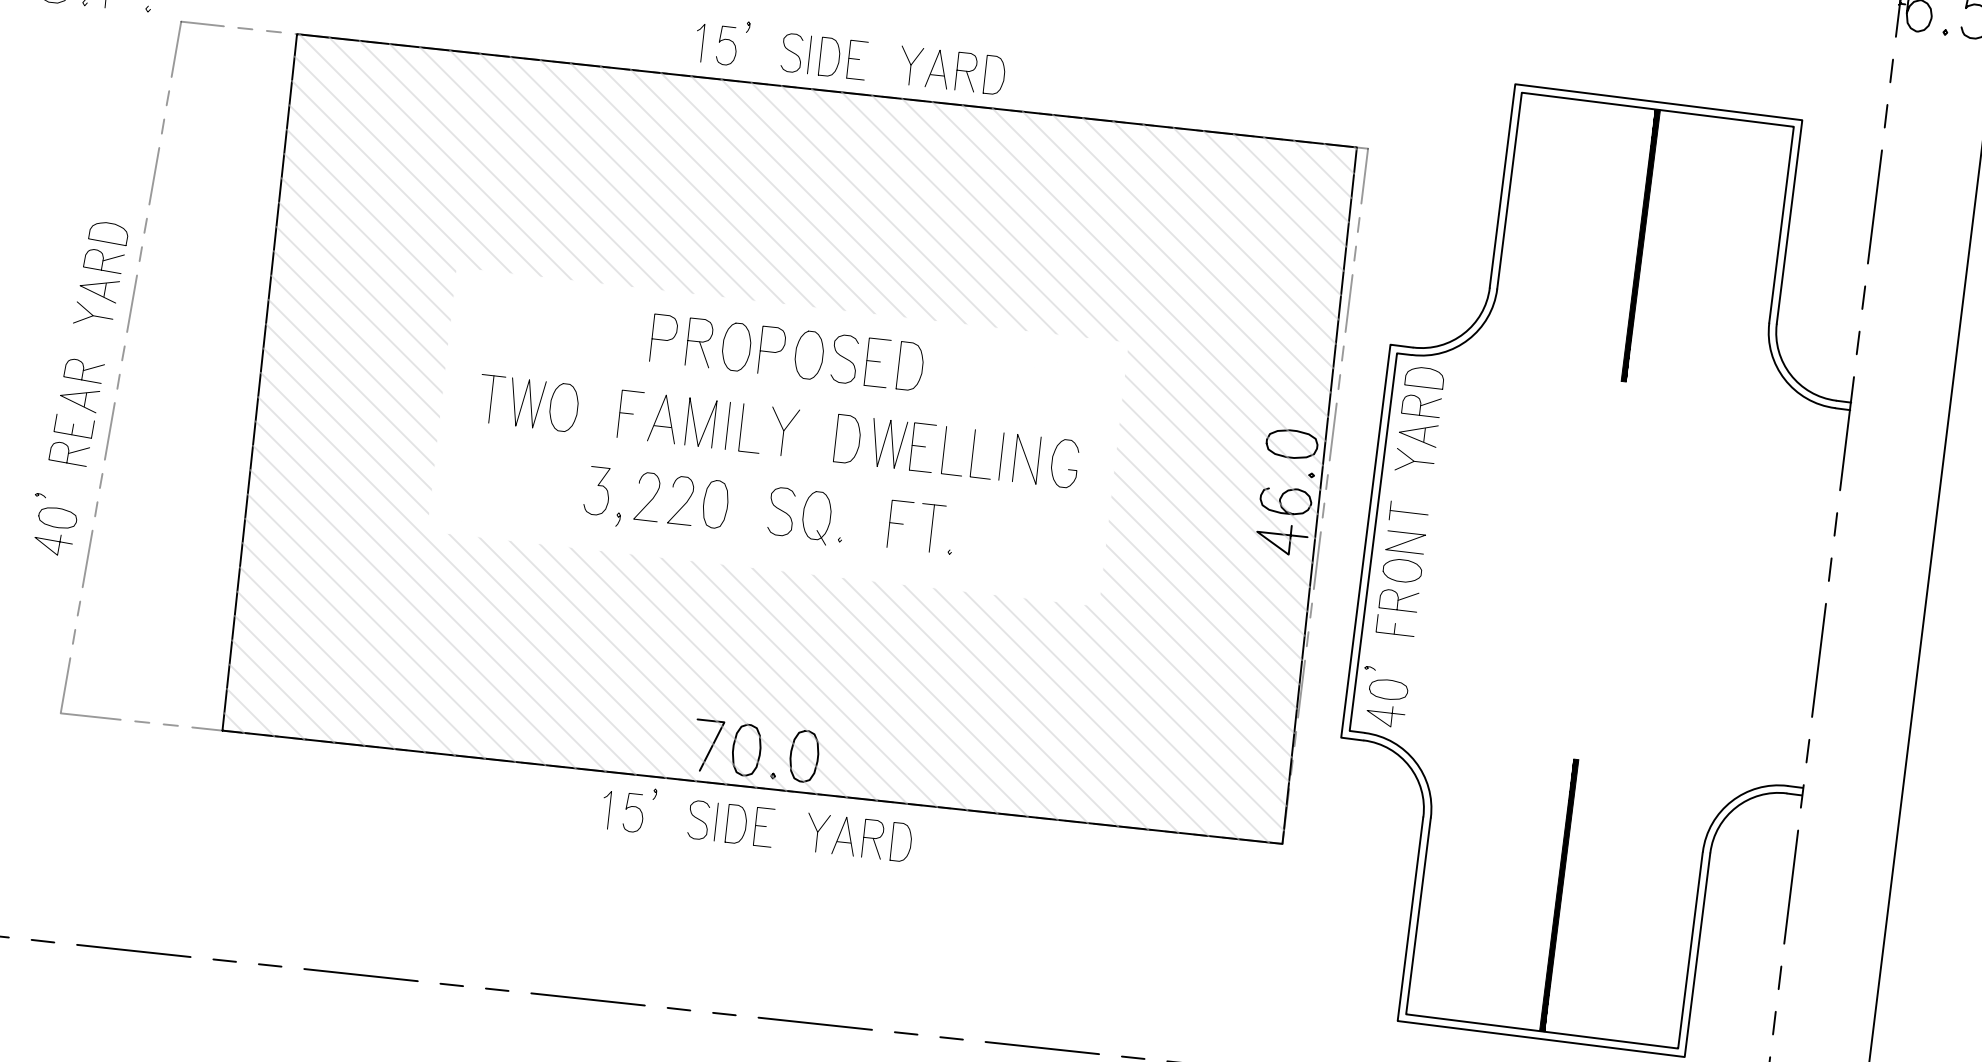 15' SIDE YARD
40' REAR YARD
PROPOSED
TWO FAMILY DWELLING
3,220 SQ. FT.
46.0
40' FRONT YARD
70.0
15' SIDE YARD